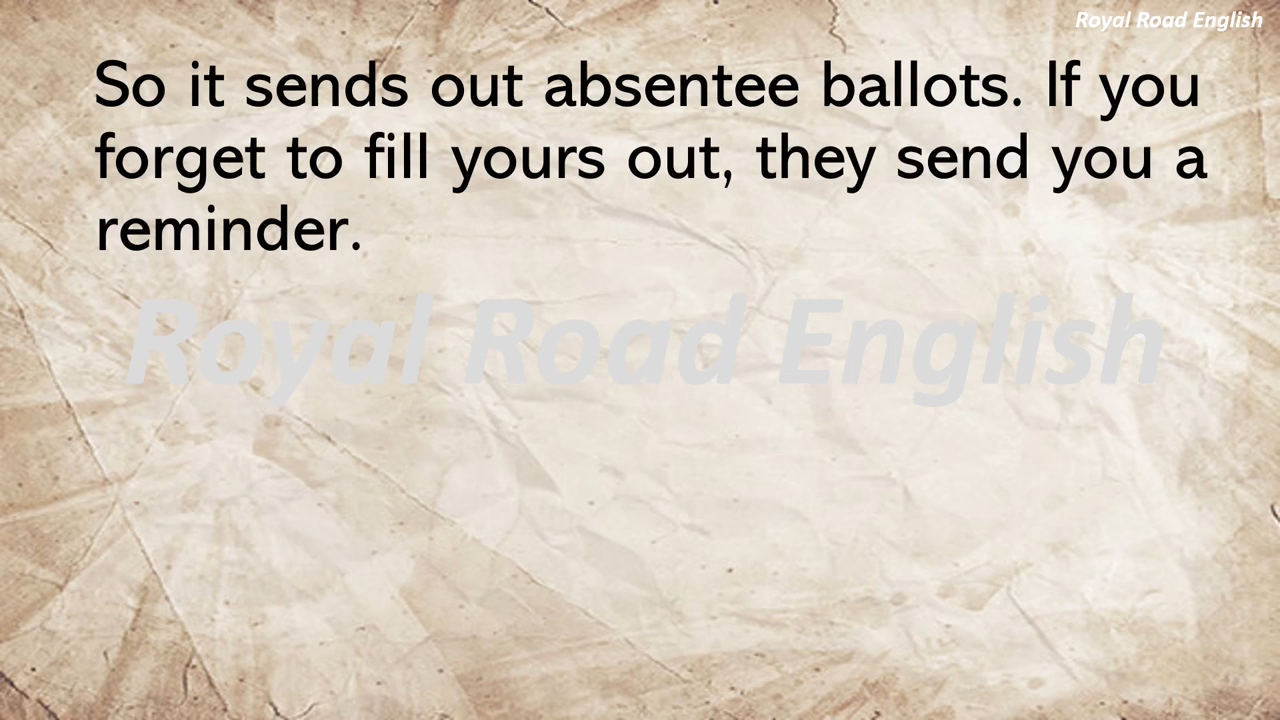 Royal Road English
So it sends out absentee ballots. If you
forget to fill yours out, they send you a
reminder.
Royal Road English